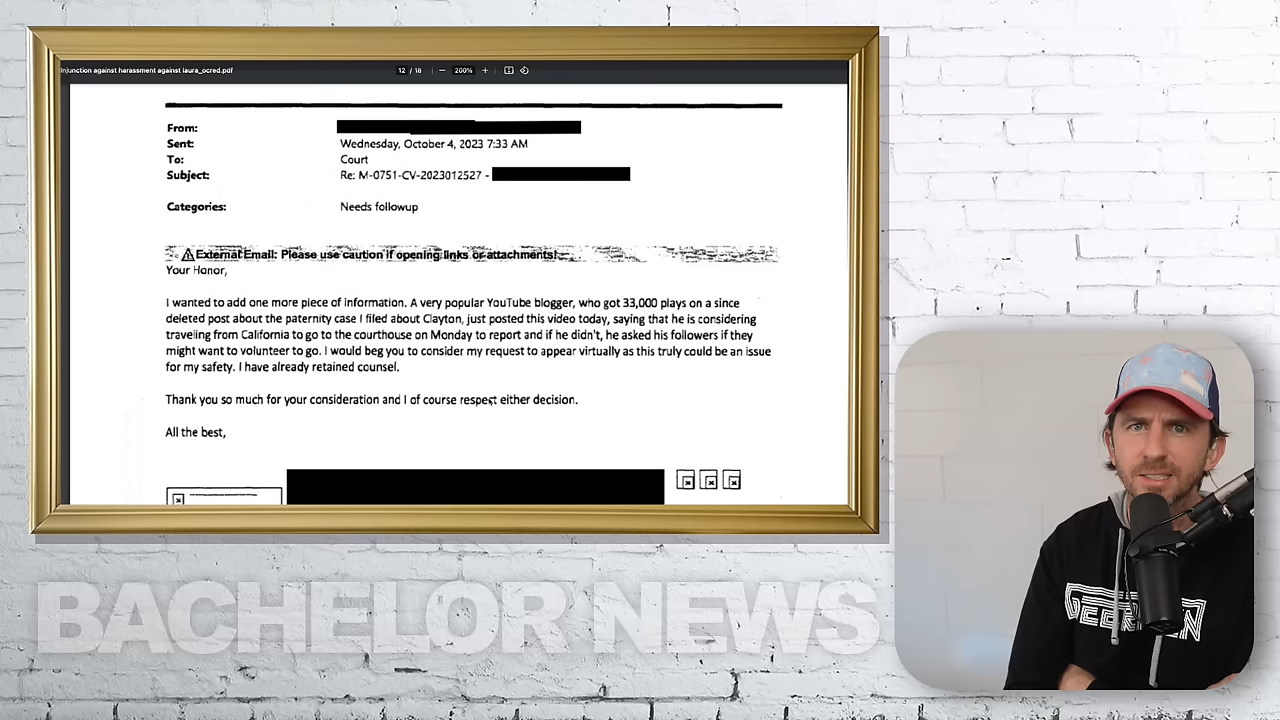 Injunction against harassment against iaura_ocred.pdf
12 / 18
200%
From:
Sent: Wednesday, October 4, 2023 7:33 AM
To: Court
Subject: Re: M-0751-CV-2023012527 -
Categories: Needs followup
External Email: Please use caution if opening links or attachments!
Your Honor,
I wanted to add one more piece of information. A very popular YouTube blogger, who got 33,000 plays on a since
deleted post about the paternity case I filed about Clayton, just posted this video today, saying that he is considering
traveling from California to go to the courthouse on Monday to report and if he didn't, he asked his followers if they
might want to volunteer to go. I would beg you to consider my request to appear virtually as this truly could be an issue
for my safety. I have already retained counsel.
Thank you so much for your consideration and I of course respect either decision.
All the best,
BACHELOR NEWS